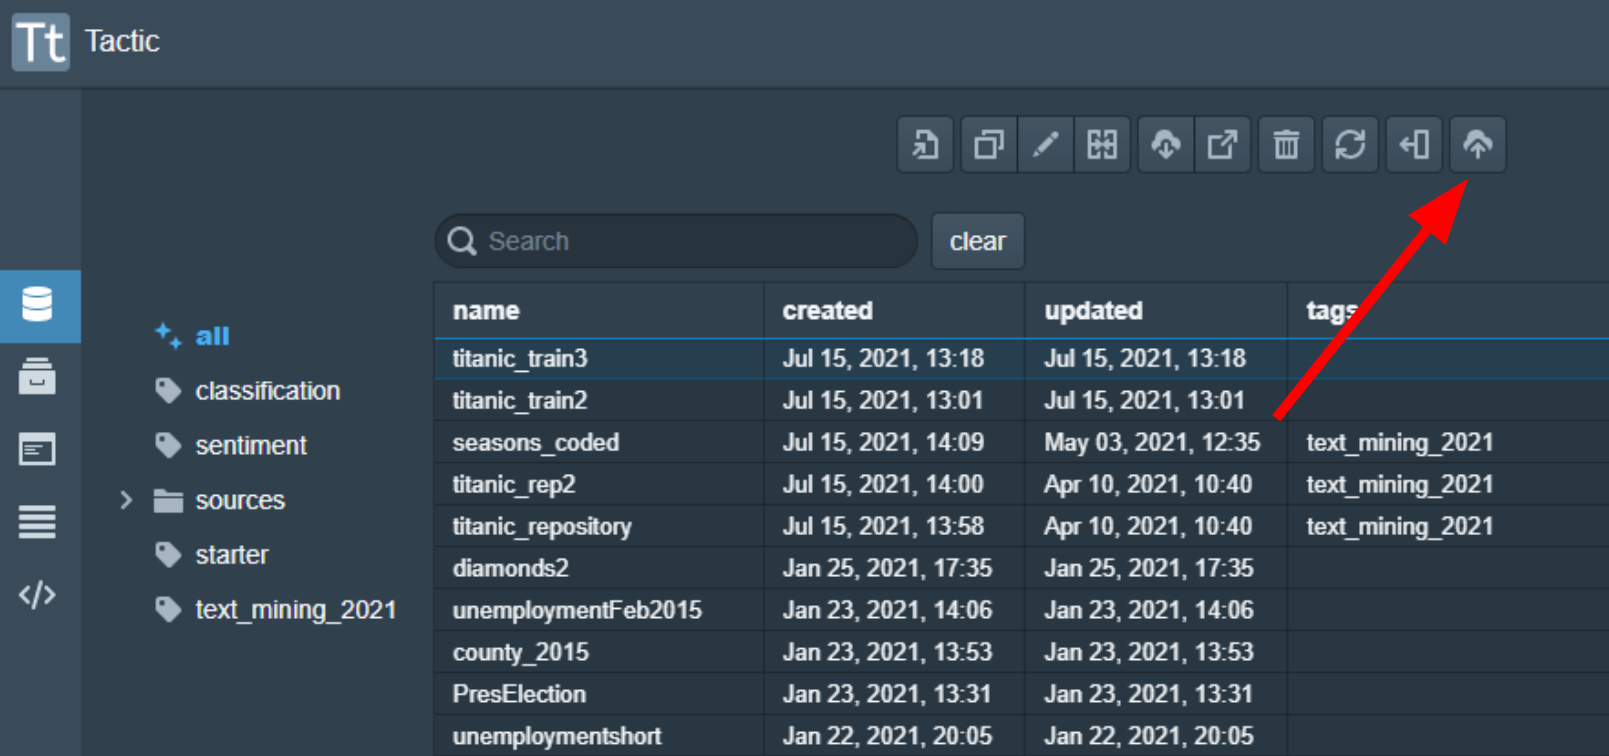 Tt Tactic
Search clear
name created updated tags
all
titanic_train3 Jul 15, 2021, 13:18 Jul 15, 2021, 13:18
classification
titanic_train2 Jul 15, 2021, 13:01 Jul 15, 2021, 13:01
sentiment
seasons_coded Jul 15, 2021, 14:09 May 03, 2021, 12:35 text_mining_2021
sources
titanic_rep2 Jul 15, 2021, 14:00 Apr 10, 2021, 10:40 text_mining_2021
titanic_repository Jul 15, 2021, 13:58 Apr 10, 2021, 10:40 text_mining_2021
starter
diamonds2 Jan 25, 2021, 17:35 Jan 25, 2021, 17:35
text_mining_2021
unemploymentFeb2015 Jan 23, 2021, 14:06 Jan 23, 2021, 14:06
county_2015 Jan 23, 2021, 13:53 Jan 23, 2021, 13:53
PresElection Jan 23, 2021, 13:31 Jan 23, 2021, 13:31
unemploymentshort Jan 22, 2021, 20:05 Jan 22, 2021, 20:05